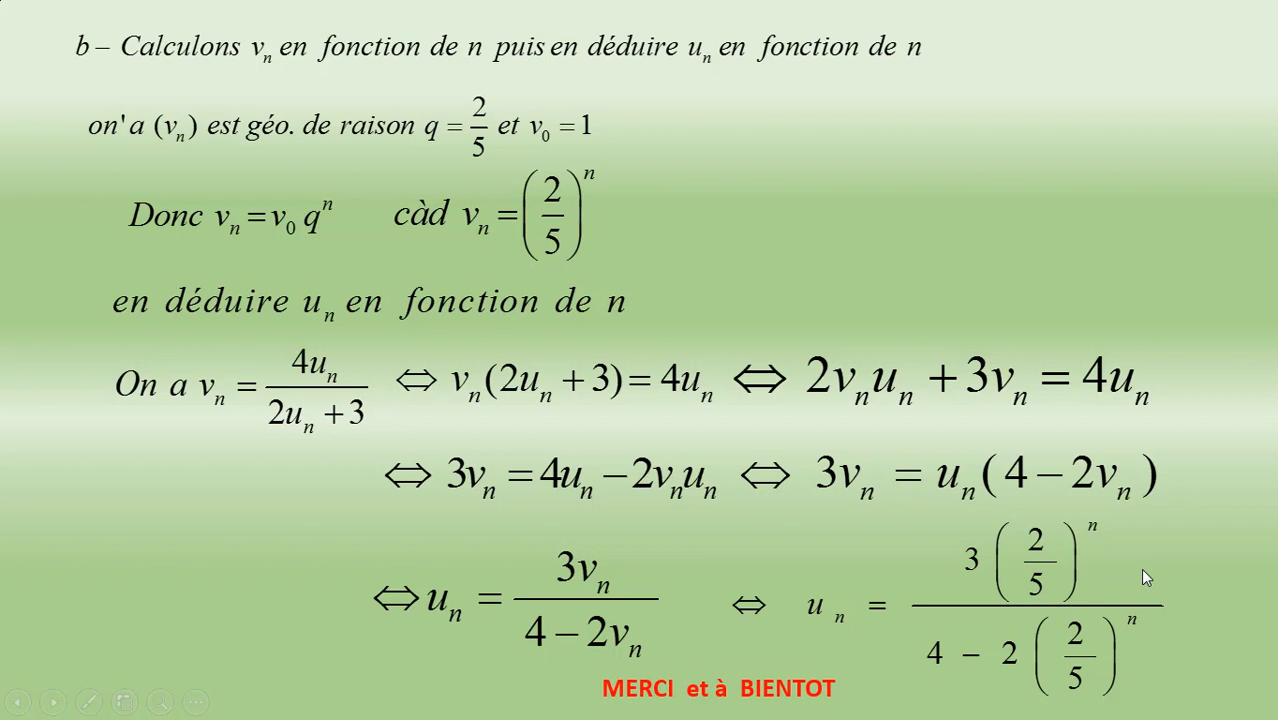 b – Calculons vₙ en fonction de n puis en déduire uₙ en fonction de n
on'a (vₙ) est géo. de raison q = 2/5 et v₀ = 1
Donc vₙ = v₀ qⁿ càd vₙ = (2/5)ⁿ
en déduire uₙ en fonction de n
On a vₙ = 4uₙ/(2uₙ + 3) ⇔ vₙ(2uₙ + 3) = 4uₙ ⇔ 2vₙuₙ + 3vₙ = 4uₙ
⇔ 3vₙ = 4uₙ − 2vₙuₙ ⇔ 3vₙ = uₙ(4 − 2vₙ)
⇔ uₙ = 3vₙ/(4 − 2vₙ) ⇔ uₙ = 3(2/5)ⁿ/(4 − 2(2/5)ⁿ)
MERCI et à BIENTOT